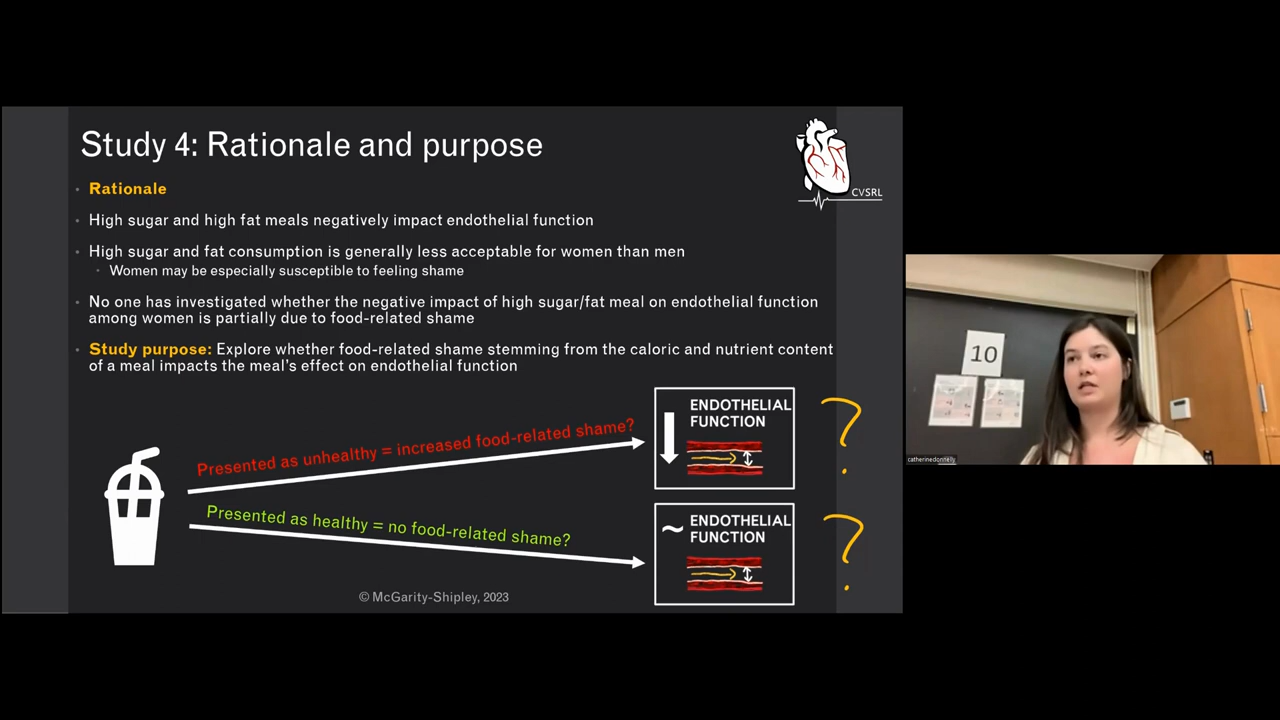 Study 4: Rationale and purpose
CVSRL
Rationale
High sugar and high fat meals negatively impact endothelial function
High sugar and fat consumption is generally less acceptable for women than men
Women may be especially susceptible to feeling shame
No one has investigated whether the negative impact of high sugar/fat meal on endothelial function
among women is partially due to food-related shame
Study purpose: Explore whether food-related shame stemming from the caloric and nutrient content
of a meal impacts the meal's effect on endothelial function
Presented as unhealthy = increased food-related shame?
ENDOTHELIAL
FUNCTION
?
Presented as healthy = no food-related shame?
~ ENDOTHELIAL
FUNCTION
?
© McGarity-Shipley, 2023
10
catherinedonnelly